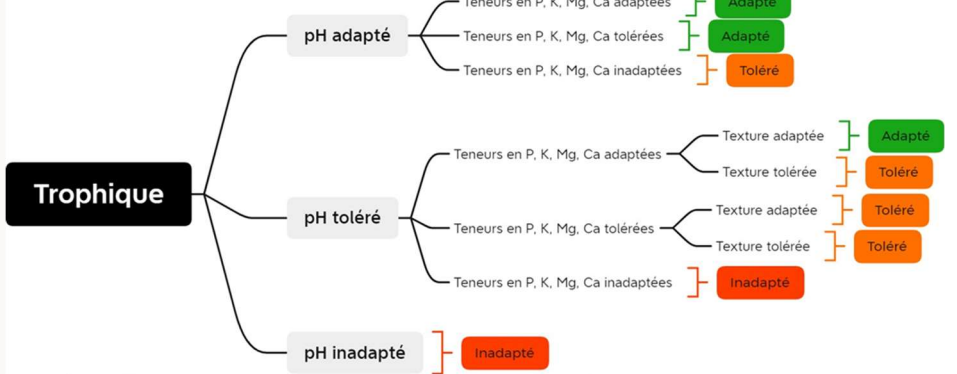 Teneurs en P, K, Mg, Ca adaptées Adapté
pH adapté Teneurs en P, K, Mg, Ca tolérées Adapté
Teneurs en P, K, Mg, Ca inadaptées Toléré
Texture adaptée Adapté
Teneurs en P, K, Mg, Ca adaptées
Texture tolérée Toléré
Trophique
Texture adaptée Toléré
pH toléré
Teneurs en P, K, Mg, Ca tolérées
Texture tolérée Toléré
Teneurs en P, K, Mg, Ca inadaptées Inadapté
pH inadapté Inadapté